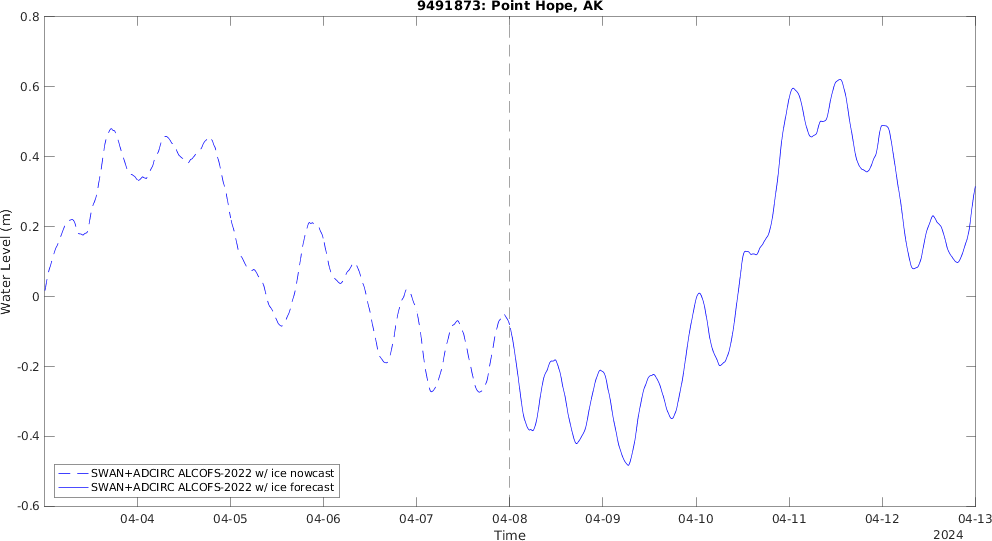 9491873: Point Hope, AK
0.8
0.6
0.4
0.2
0
-0.2
-0.4
-0.6
Water Level (m)
SWAN+ADCIRC ALCOFS-2022 w/ ice nowcast
SWAN+ADCIRC ALCOFS-2022 w/ ice forecast
04-04 04-05 04-06 04-07 04-08 04-09 04-10 04-11 04-12 04-13
Time
2024